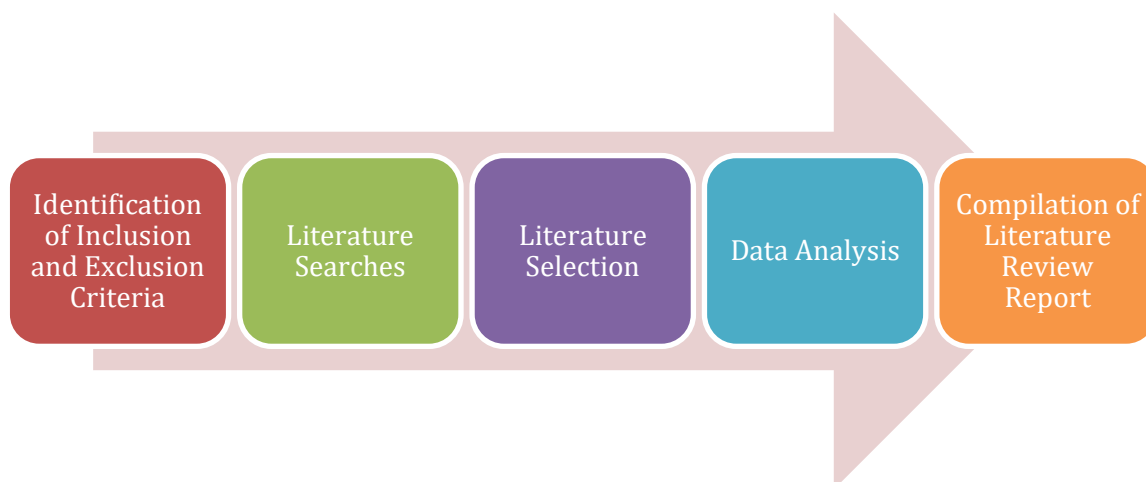 Identification
of Inclusion
and Exclusion
Criteria
Literature
Searches
Literature
Selection
Data Analysis
Compilation of
Literature
Review
Report